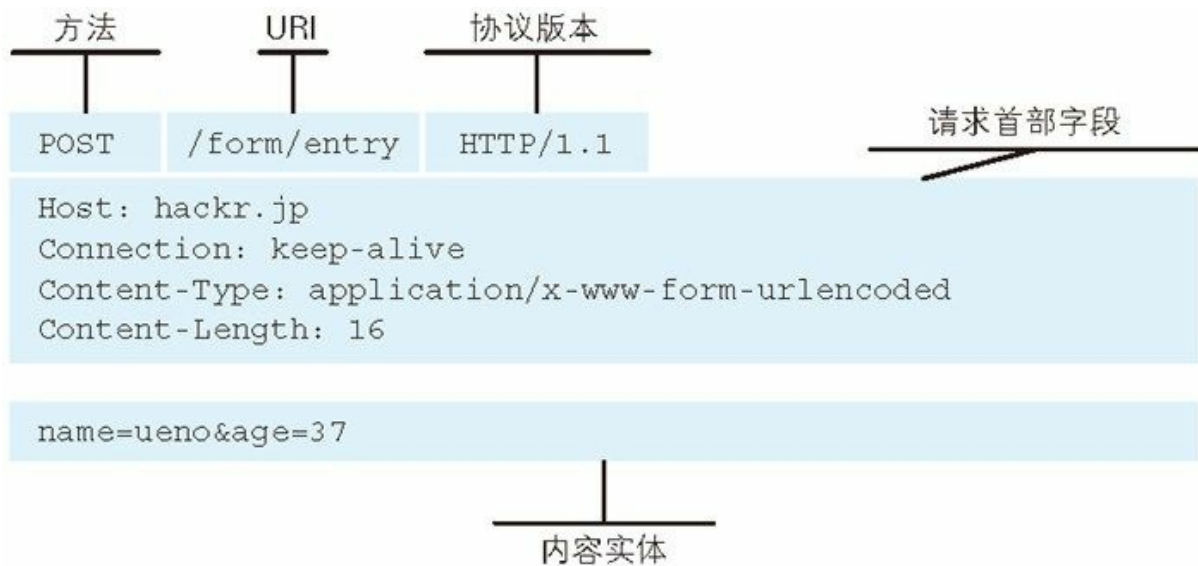 方法 URI 协议版本
POST /form/entry HTTP/1.1
请求首部字段
Host: hackr.jp
Connection: keep-alive
Content-Type: application/x-www-form-urlencoded
Content-Length: 16
name=ueno&age=37
内容实体